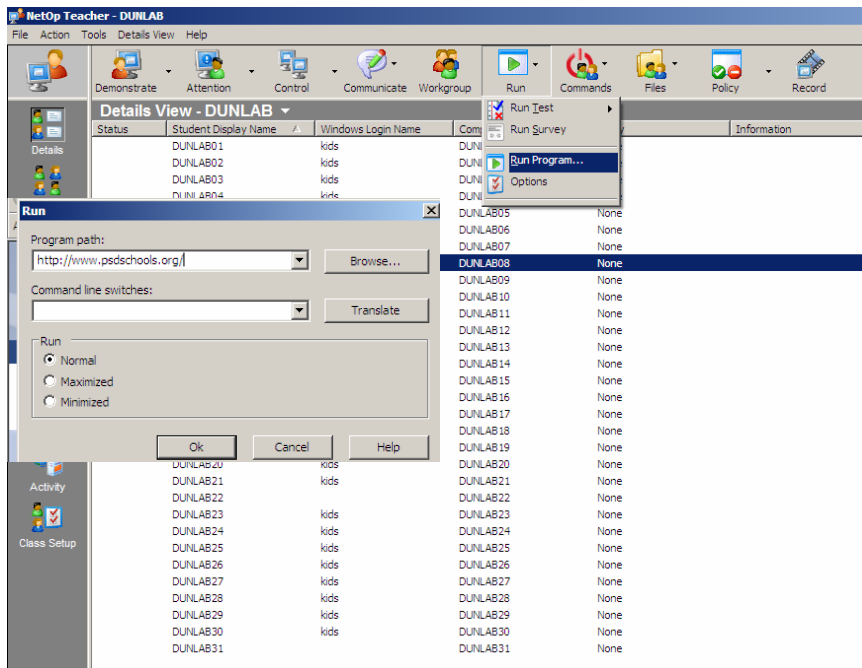 NetOp Teacher - DUNLAB
File Action Tools Details View Help
Demonstrate Attention Control Communicate Workgroup Run Commands Files Policy Record
Details View - DUNLAB
Run Test
Status Student Display Name Windows Login Name Information
Run Survey
Details
DUNLAB01 kids
DUNLAB02 kids
Run Program...
DUNLAB03 kids
Options
DUNLAB04 kids
Run
DUNLAB05 None
DUNLAB06 None
Program path:
DUNLAB07 None
http://www.psdschools.org/ Browse...
DUNLAB08 None
DUNLAB09 None
Command line switches:
DUNLAB10 None
Translate
DUNLAB11 None
DUNLAB12 None
Run
DUNLAB13 None
Normal
DUNLAB14 None
Maximized
DUNLAB15 None
Minimized
DUNLAB16 None
DUNLAB17 None
DUNLAB18 None
Ok Cancel Help
DUNLAB19 None
DUNLAB20 kids DUNLAB20 None
DUNLAB21 kids DUNLAB21 None
Activity
DUNLAB22 DUNLAB22 None
DUNLAB23 kids DUNLAB23 None
DUNLAB24 kids DUNLAB24 None
Class Setup
DUNLAB25 kids DUNLAB25 None
DUNLAB26 kids DUNLAB26 None
DUNLAB27 kids DUNLAB27 None
DUNLAB28 kids DUNLAB28 None
DUNLAB29 kids DUNLAB29 None
DUNLAB30 kids DUNLAB30 None
DUNLAB31 DUNLAB31 None